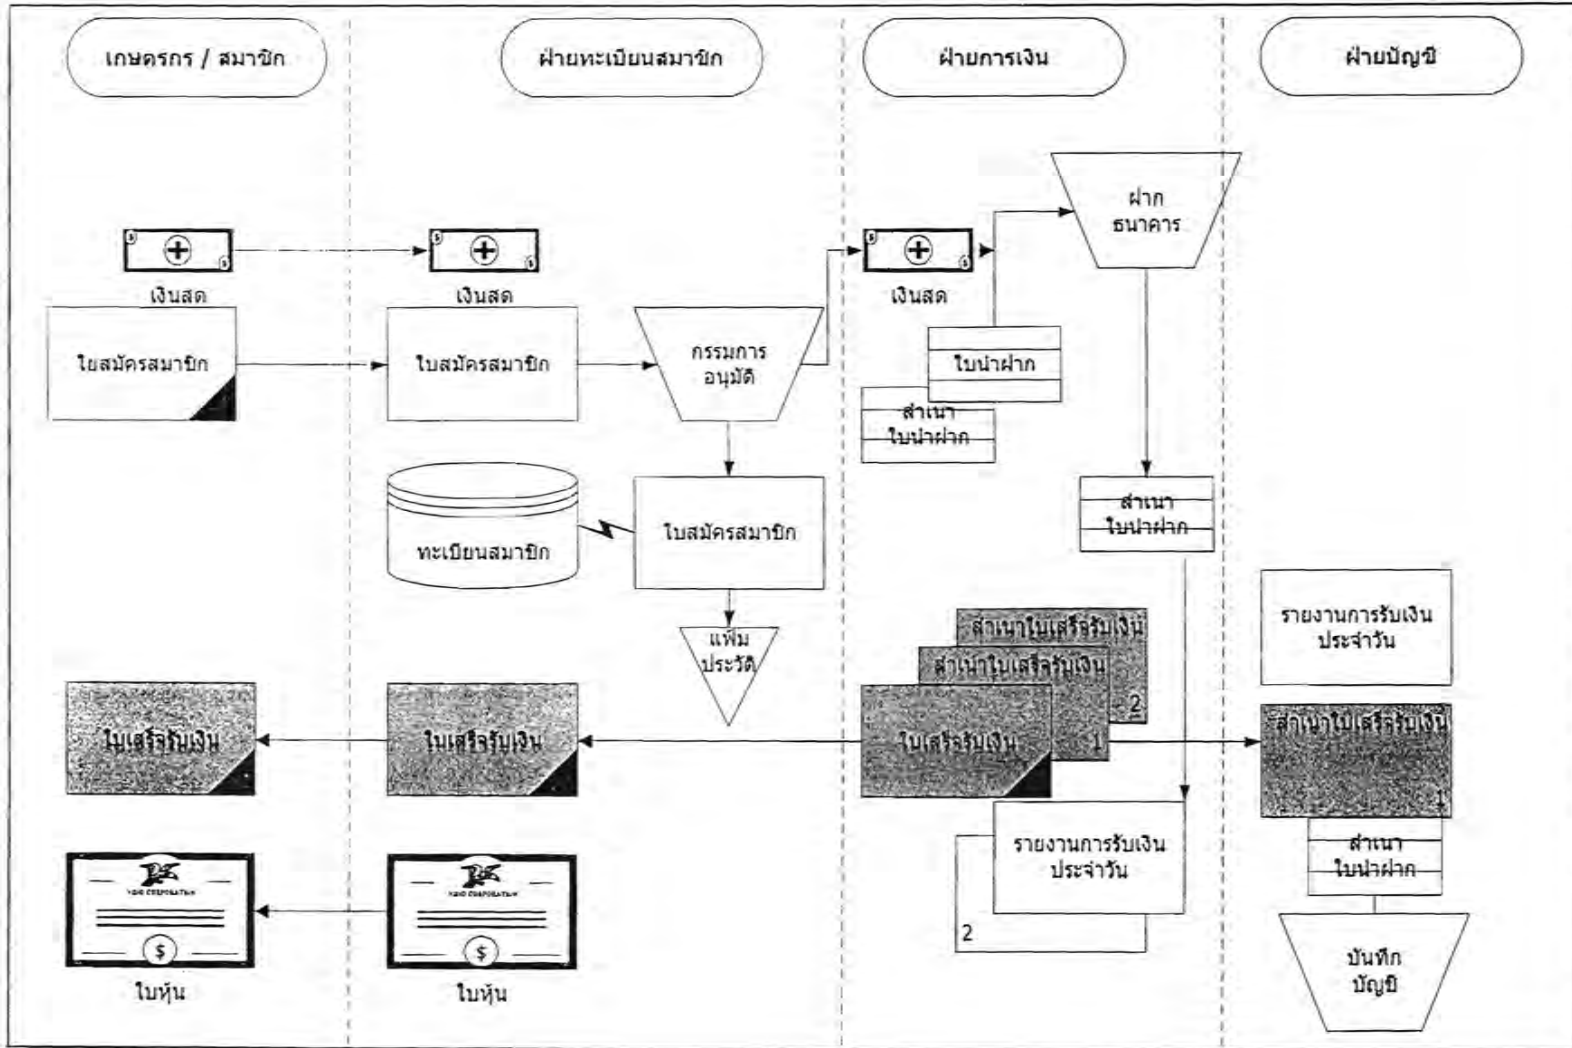 เกษตรกร / สมาชิก
ฝ่ายทะเบียนสมาชิก
ฝ่ายการเงิน
ฝ่ายบัญชี
ฝาก
ธนาคาร
เงินสด
เงินสด
เงินสด
ใยสมัครสมาชิก
ใบสมัครสมาชิก
กรรมการ
อนุมัติ
ใบนำฝาก
สำเนา
ใบนำฝาก
สำเนา
ใบนำฝาก
ทะเบียนสมาชิก
ใบสมัครสมาชิก
แฟ้ม
ประวัติ
สำเนาใบเสร็จรับเงิน
2
สำเนาใบเสร็จรับเงิน
1
ใบเสร็จรับเงิน
ใบเสร็จรับเงิน
ใบเสร็จรับเงิน
รายงานการรับเงิน
ประจำวัน
สำเนาใบเสร็จรับเงิน
1
รายงานการรับเงิน
ประจำวัน
2
สำเนา
ใบนำฝาก
บันทึก
บัญชี
VISIO CORPORATION
$
ใบหุ้น
VISIO CORPORATION
$
ใบหุ้น